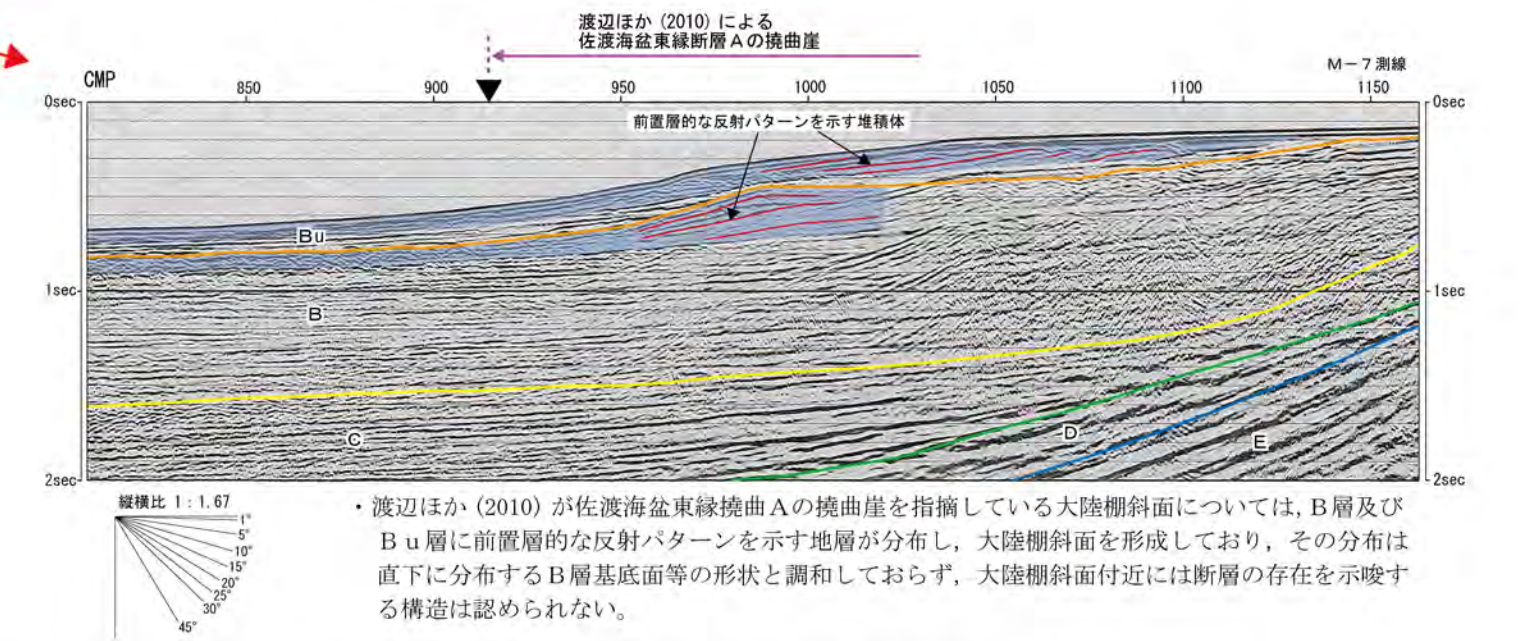 渡辺ほか (2010) による
佐渡海盆東縁断層Aの撓曲崖
M-7測線
CMP
850
900
950
1000
1050
1100
1150
0sec
0sec
前置層的な反射パターンを示す堆積体
Bu
1sec
1sec
B
C
D
E
2sec
2sec
縦横比 1:1.67
1°
5°
10°
15°
20°
25°
30°
45°
・渡辺ほか (2010) が佐渡海盆東縁撓曲Aの撓曲崖を指摘している大陸棚斜面については, B層及び
Bu層に前置層的な反射パターンを示す地層が分布し, 大陸棚斜面を形成しており, その分布は
直下に分布するB層基底面等の形状と調和しておらず, 大陸棚斜面付近には断層の存在を示唆す
る構造は認められない。